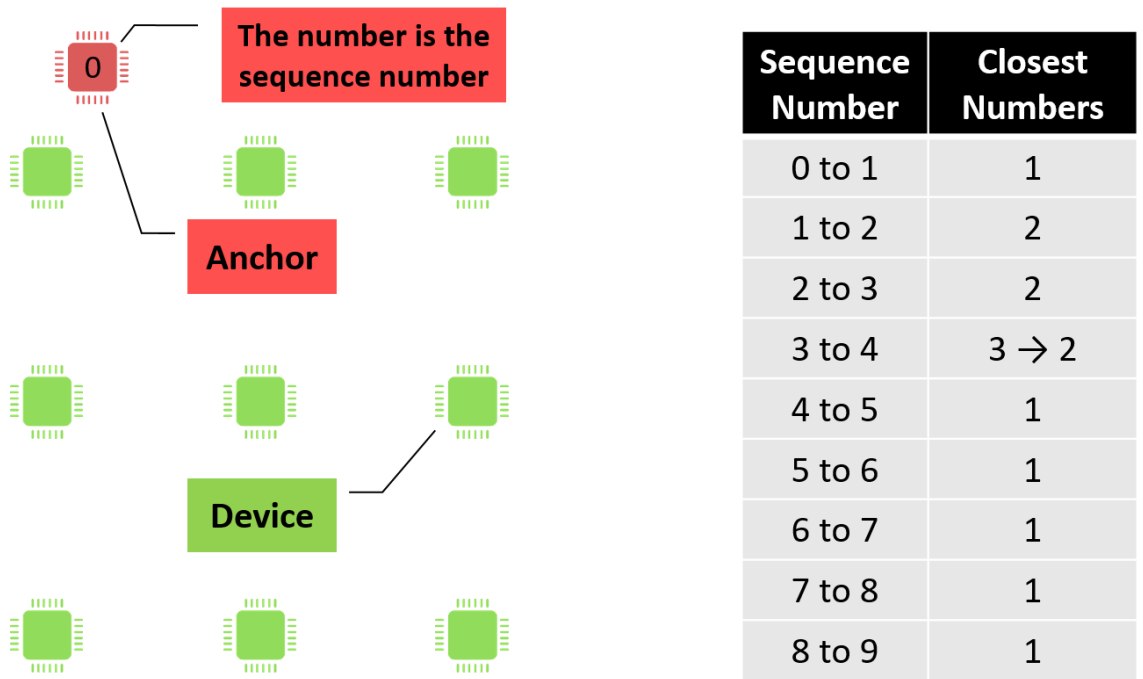 0
The number is the
sequence number
Anchor
Device
Sequence Number Closest Numbers
0 to 1 1
1 to 2 2
2 to 3 2
3 to 4 3 → 2
4 to 5 1
5 to 6 1
6 to 7 1
7 to 8 1
8 to 9 1